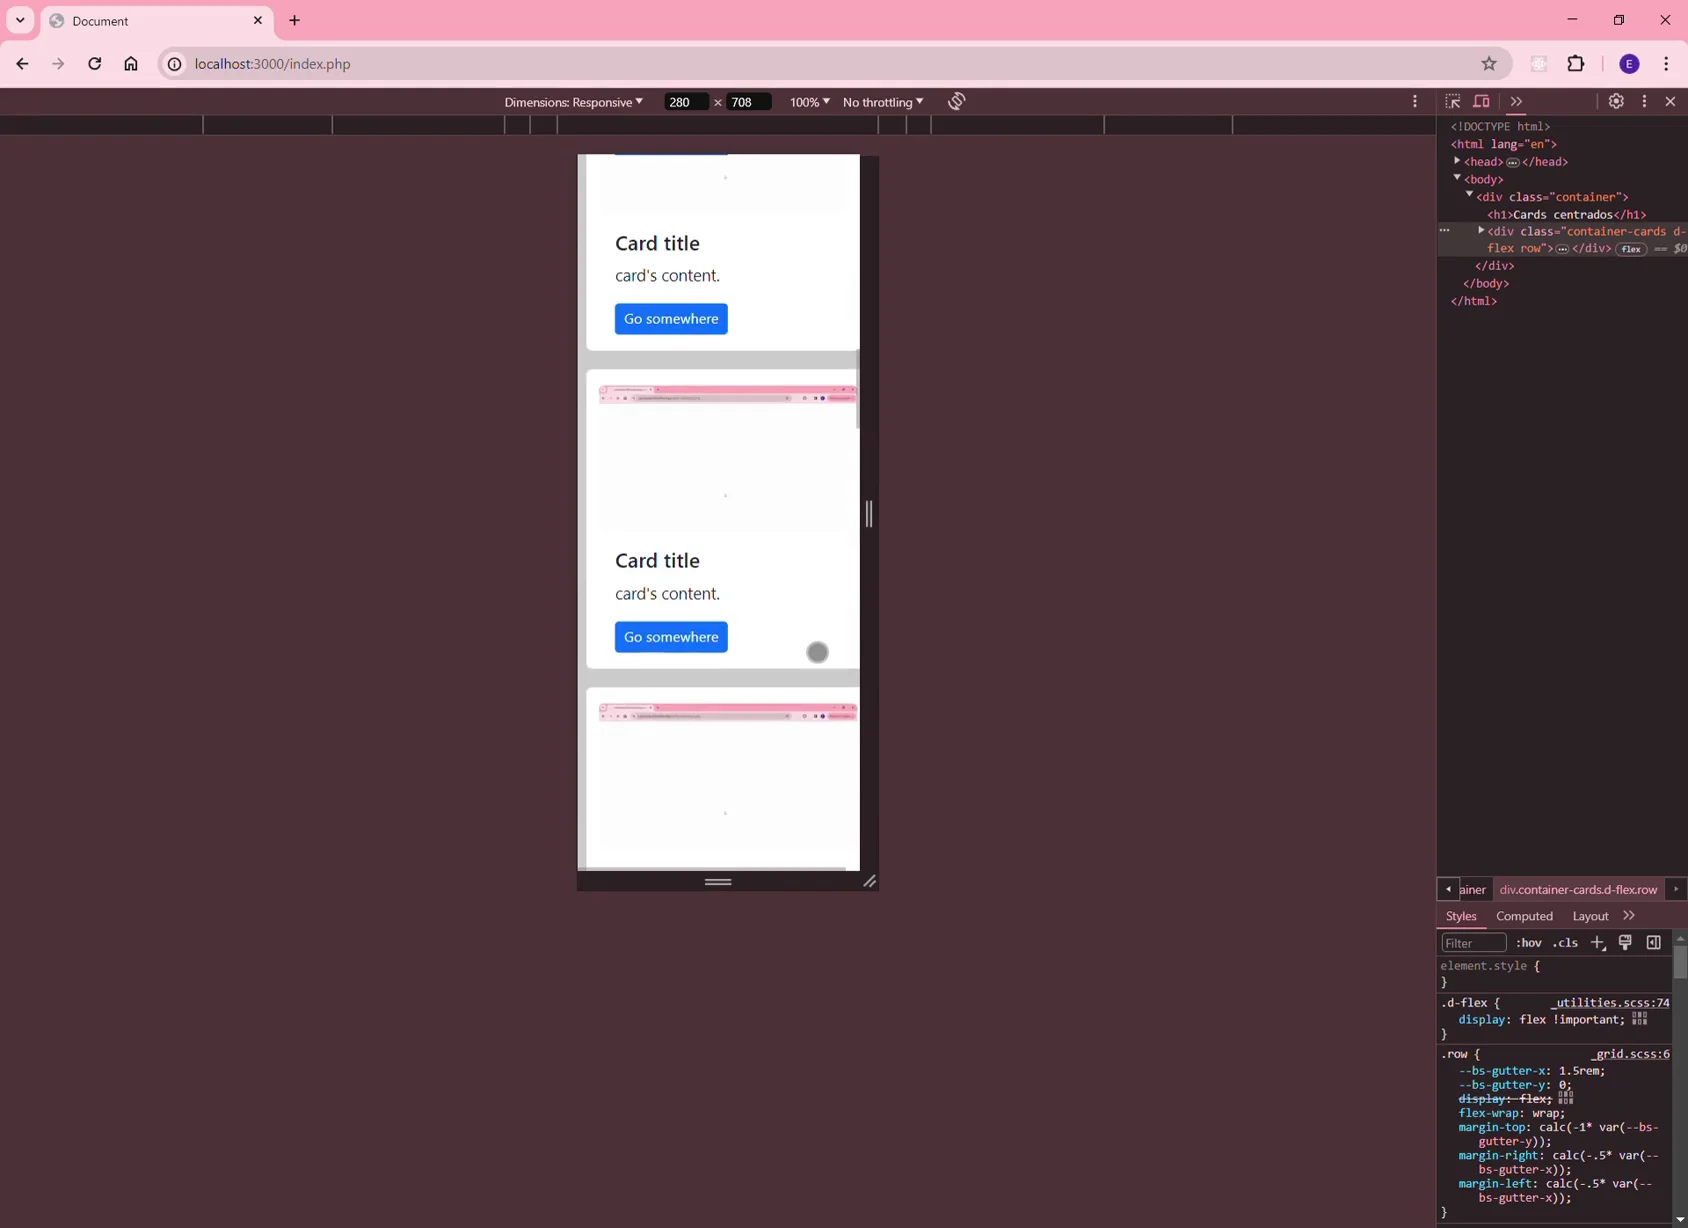 Document
localhost:3000/index.php
E
Dimensions: Responsive 280 × 708 100% No throttling
Card title
card's content.
Go somewhere
Card title
card's content.
Go somewhere
<!DOCTYPE html>
<html lang="en">
<head>…</head>
<body>
<div class="container">
<h1>Cards centrados</h1>
<div class="container-cards d-
flex row">…</div> flex == $0
</div>
</body>
</html>
ainer div.container-cards.d-flex.row
Styles Computed Layout
Filter :hov .cls
element.style {
}
.d-flex { _utilities.scss:74
display: flex !important;
}
.row { _grid.scss:6
--bs-gutter-x: 1.5rem;
--bs-gutter-y: 0;
display: flex;
flex-wrap: wrap;
margin-top: calc(-1* var(--bs-
gutter-y));
margin-right: calc(-.5* var(--
bs-gutter-x));
margin-left: calc(-.5* var(--
bs-gutter-x));
}